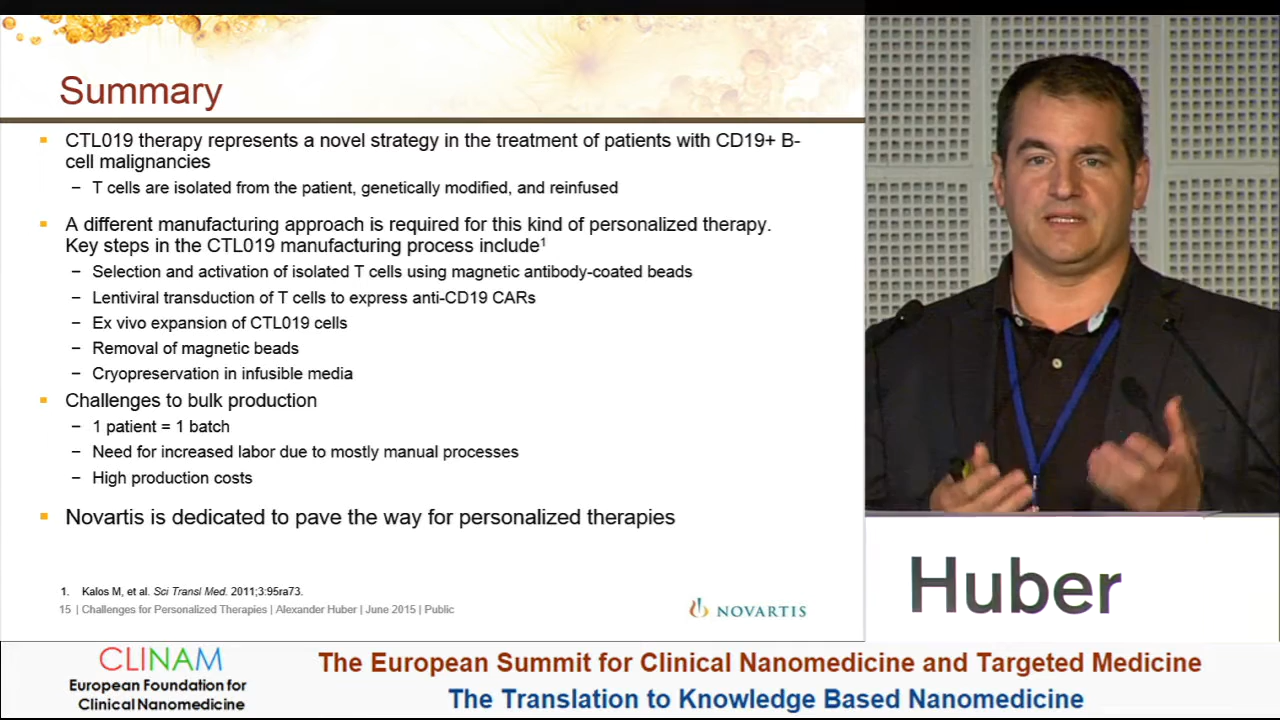 Summary
▪ CTL019 therapy represents a novel strategy in the treatment of patients with CD19+ B-
cell malignancies
− T cells are isolated from the patient, genetically modified, and reinfused
▪ A different manufacturing approach is required for this kind of personalized therapy.
Key steps in the CTL019 manufacturing process include¹
− Selection and activation of isolated T cells using magnetic antibody-coated beads
− Lentiviral transduction of T cells to express anti-CD19 CARs
− Ex vivo expansion of CTL019 cells
− Removal of magnetic beads
− Cryopreservation in infusible media
▪ Challenges to bulk production
− 1 patient = 1 batch
− Need for increased labor due to mostly manual processes
− High production costs
▪ Novartis is dedicated to pave the way for personalized therapies
1. Kalos M, et al. Sci Transl Med. 2011;3:95ra73.
15 | Challenges for Personalized Therapies | Alexander Huber | June 2015 | Public
NOVARTIS
Huber
CLINAM
European Foundation for
Clinical Nanomedicine
The European Summit for Clinical Nanomedicine and Targeted Medicine
The Translation to Knowledge Based Nanomedicine